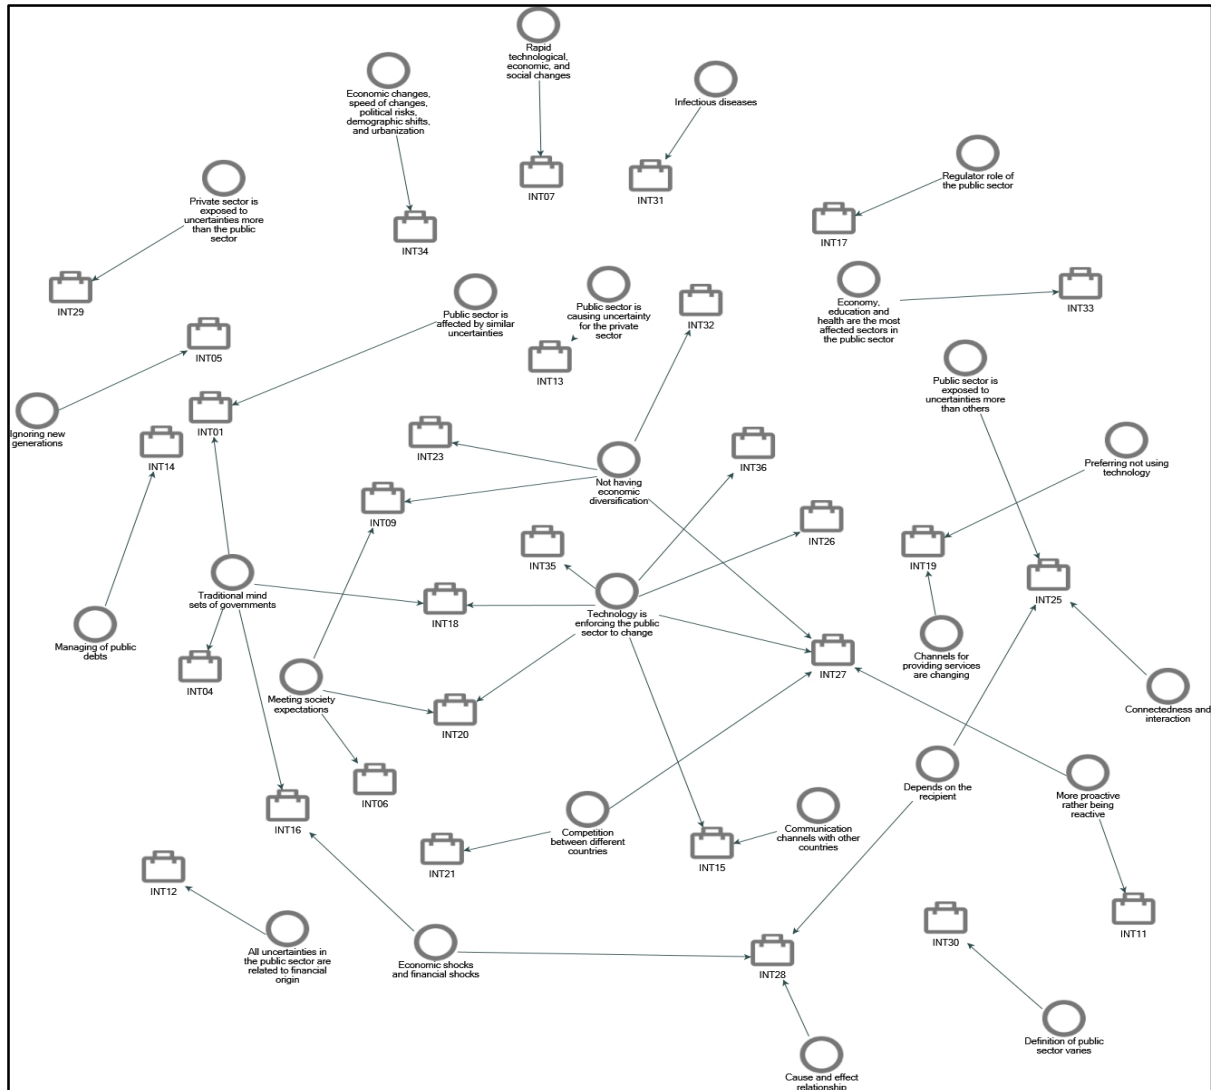 Rapid
technological,
economic, and
social changes
Economic changes,
speed of changes,
political risks,
demographic shifts,
and urbanization
Infectious diseases
Regulator role of
the public sector
Private sector is
exposed to
uncertainties more
than the public
sector
INT07
INT31
INT17
INT34
INT29
Public sector is
affected by similar
uncertainties
Public sector is
causing uncertainty
for the private
sector
INT32
Economy,
education and
health are the most
affected sectors in
the public sector
INT33
INT05
INT13
Public sector is
exposed to
uncertainties more
than others
Ignoring new
generations
INT01
INT14
INT23
Not having
economic
diversification
INT36
Preferring not using
technology
INT09
INT26
INT35
INT19
INT25
Traditional mind
sets of governments
INT18
Technology is
enforcing the public
sector to change
Managing of public
debts
INT04
Meeting society
expectations
INT27
Channels for
providing services
are changing
Connectedness and
interaction
INT20
INT06
INT16
Depends on the
recipient
More proactive
rather being
reactive
Competition
between different
countries
Communication
channels with other
countries
INT21
INT15
INT12
INT11
INT30
All uncertainties in
the public sector are
related to financial
origin
Economic shocks
and financial shocks
INT28
Definition of public
sector varies
Cause and effect
relationship